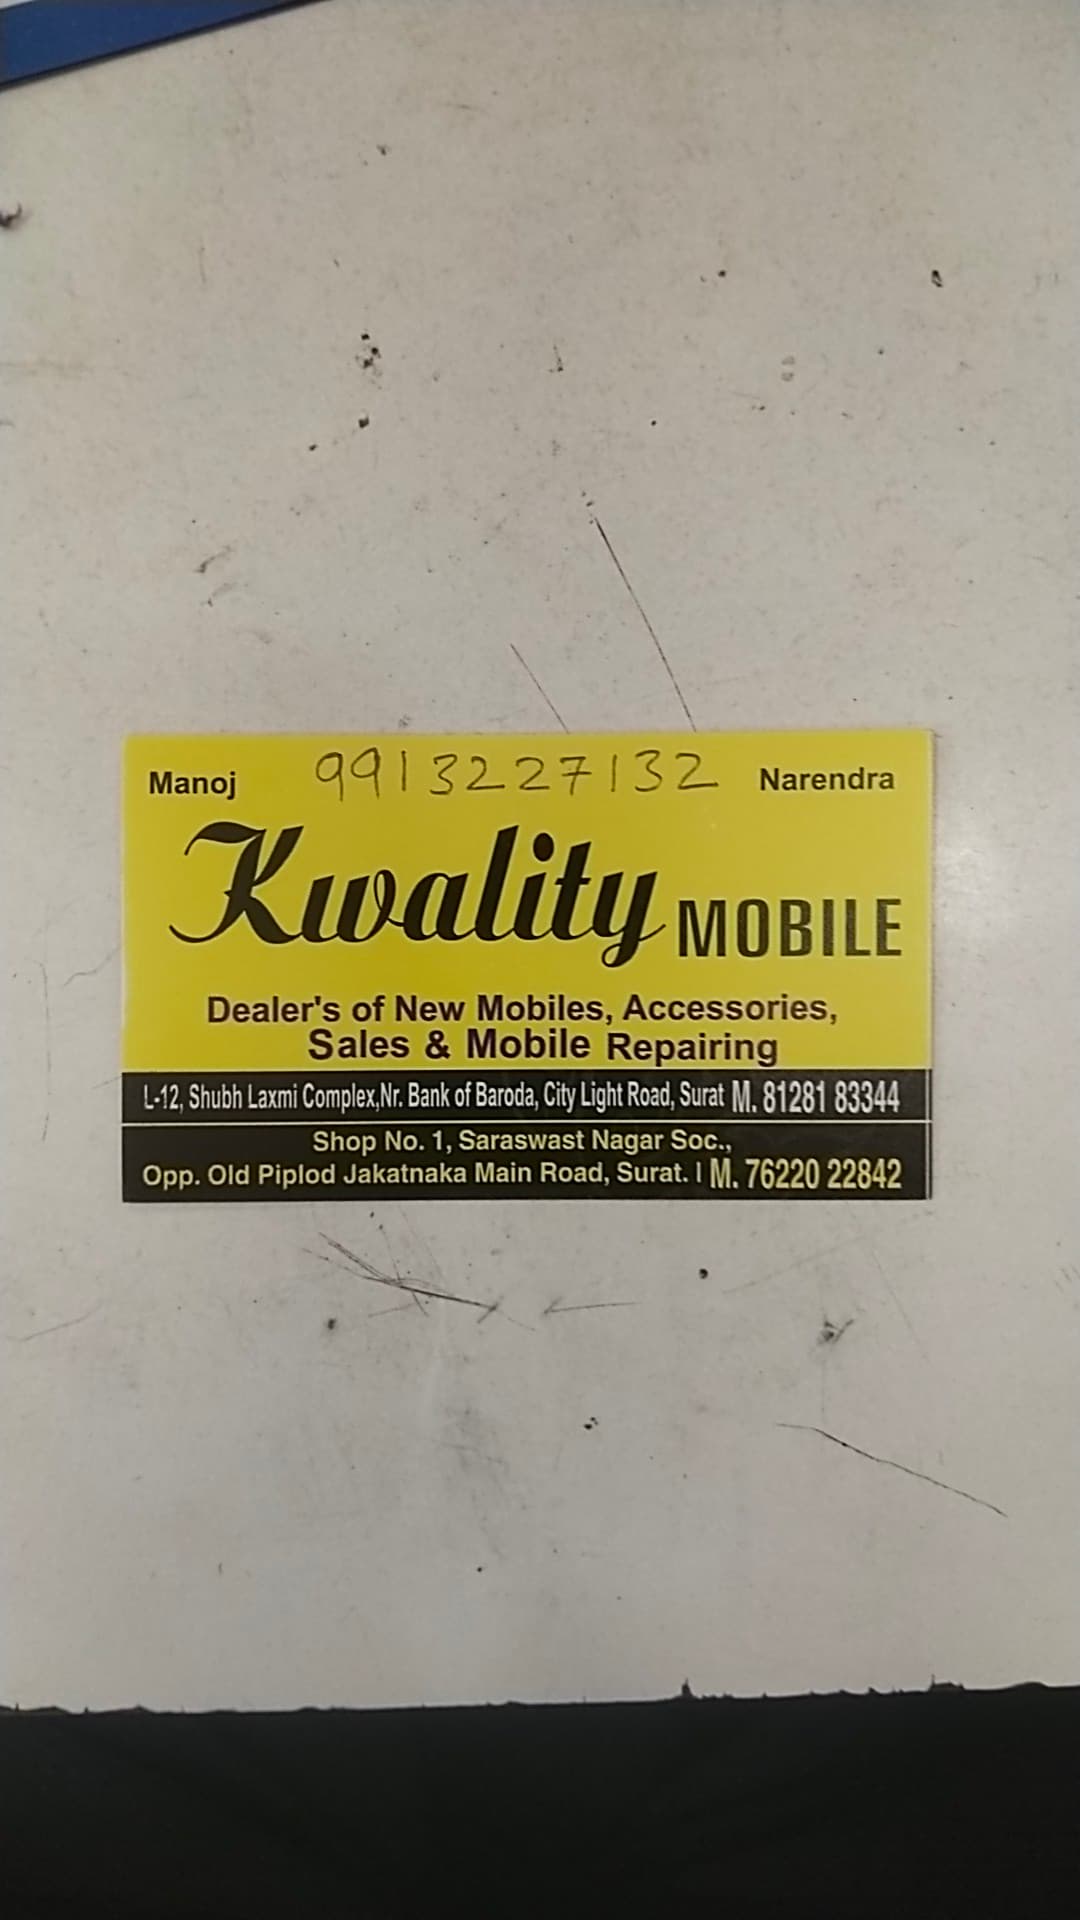 Manoj 9913227132 Narendra
Kwality MOBILE
Dealer's of New Mobiles, Accessories,
Sales & Mobile Repairing
L-12, Shubh Laxmi Complex,Nr. Bank of Baroda, City Light Road, Surat M. 81281 83344
Shop No. 1, Saraswast Nagar Soc.,
Opp. Old Piplod Jakatnaka Main Road, Surat. | M. 76220 22842